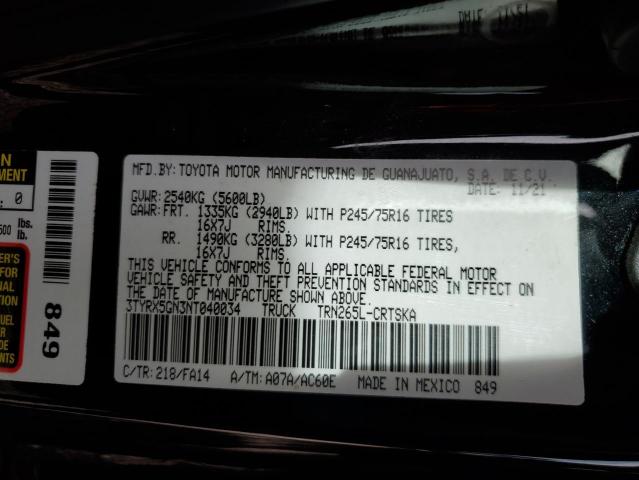 MFD.BY: TOYOTA MOTOR MANUFACTURING DE GUANAJUATO, S.A. DE C.V.
DATE: 11/21
GVWR: 2540KG (5600LB)
GAWR: FRT. 1335KG (2940LB) WITH P245/75R16 TIRES
16X7J RIMS.
RR. 1490KG (3280LB) WITH P245/75R16 TIRES,
16X7J RIMS.
THIS VEHICLE CONFORMS TO ALL APPLICABLE FEDERAL MOTOR
VEHICLE SAFETY AND THEFT PREVENTION STANDARDS IN EFFECT ON
THE DATE OF MANUFACTURE SHOWN ABOVE.
3TYRX5GN3NT040034 TRUCK TRN265L-CRTSKA
C/TR: 218/FA14 A/TM: A07A/AC60E MADE IN MEXICO 849
0
lbs.
lb.
849